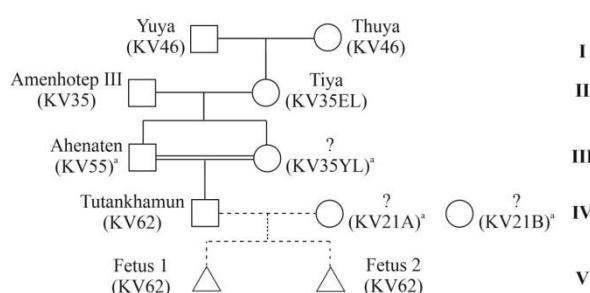 Yuya
(KV46)
Thuya
(KV46)
I
Amenhotep III
(KV35)
Tiya
(KV35EL)
II
Ahenaten
(KV55)ª
?
(KV35YL)ª
III
Tutankhamun
(KV62)
?
(KV21A)ª
?
(KV21B)ª
IV
Fetus 1
(KV62)
Fetus 2
(KV62)
V